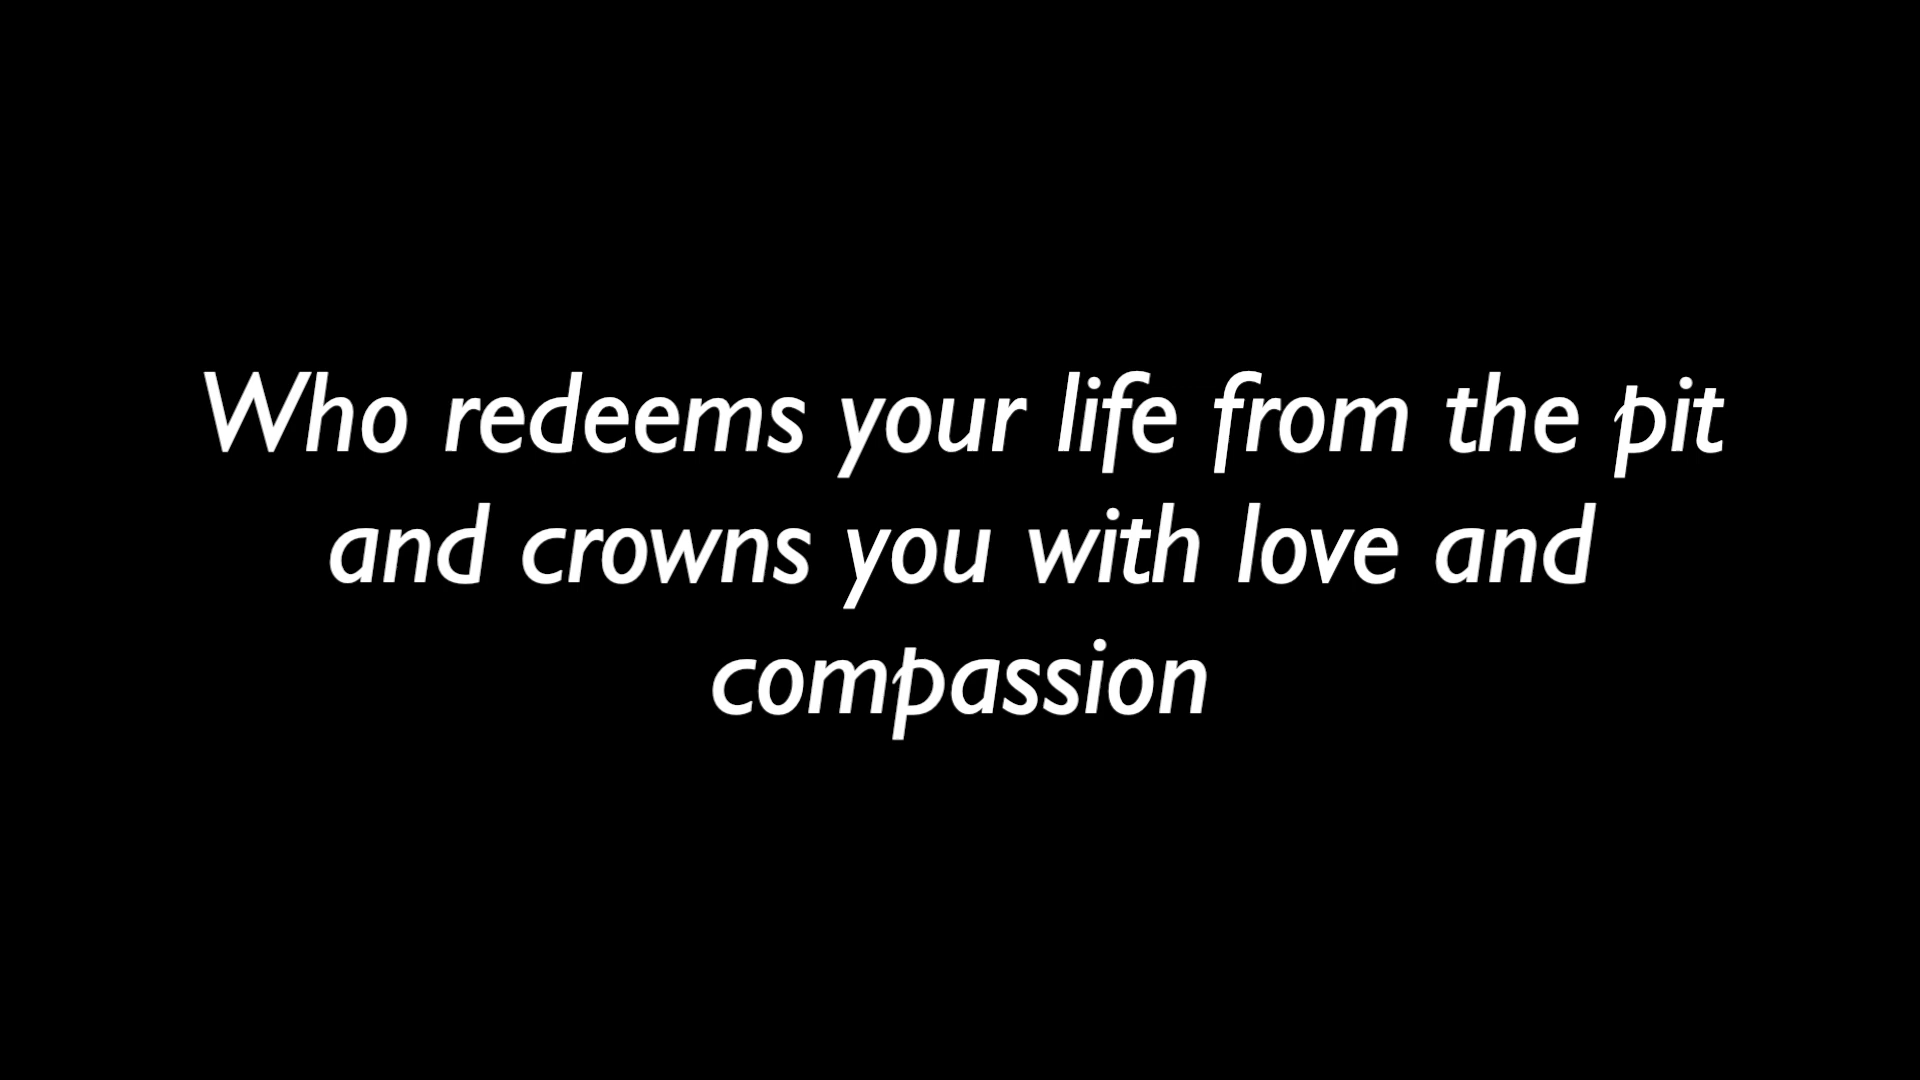 Who redeems your life from the pit
and crowns you with love and
compassion